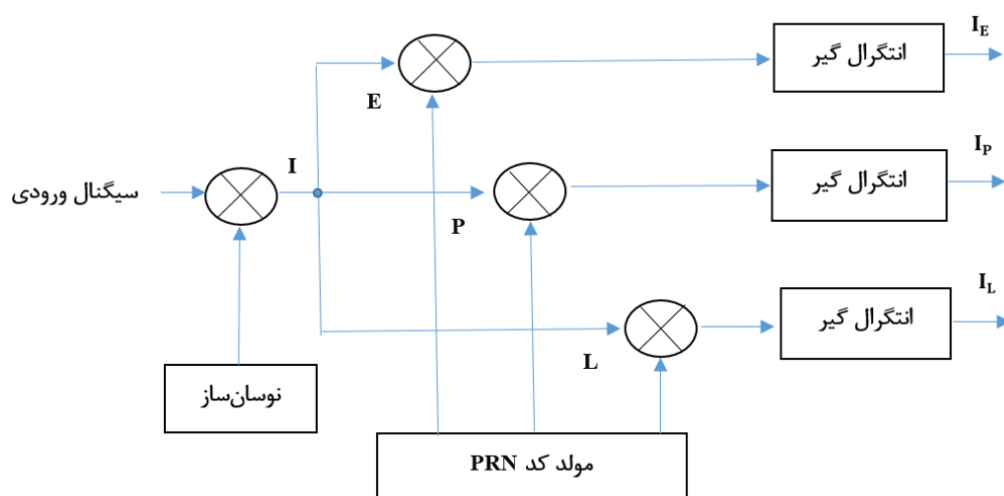 I_E
انتگرال گیر
E
I_P
انتگرال گیر
I
سیگنال ورودی
P
I_L
انتگرال گیر
L
نوسان‌ساز
مولد کد PRN